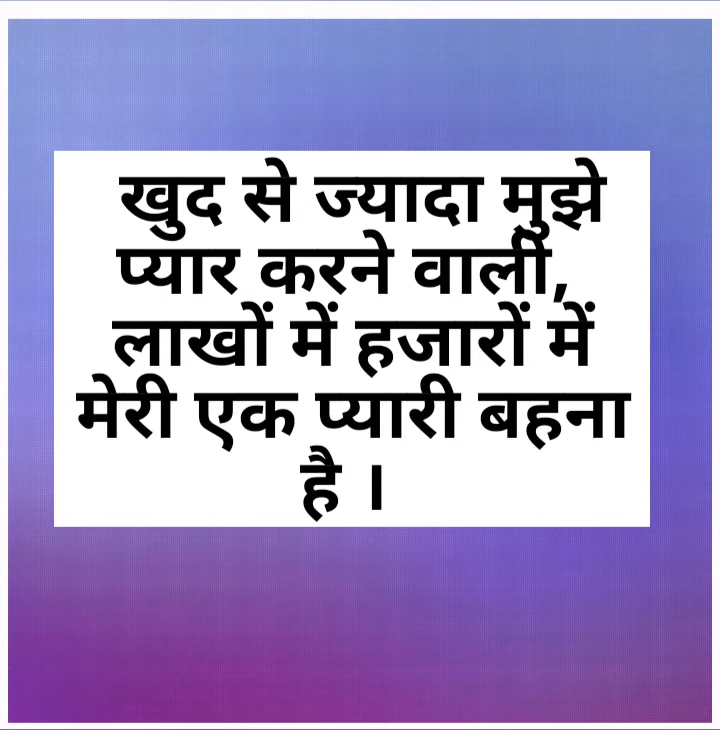 खुद से ज्यादा मुझे
प्यार करने वाली,
लाखों में हजारों में
मेरी एक प्यारी बहना
है ।